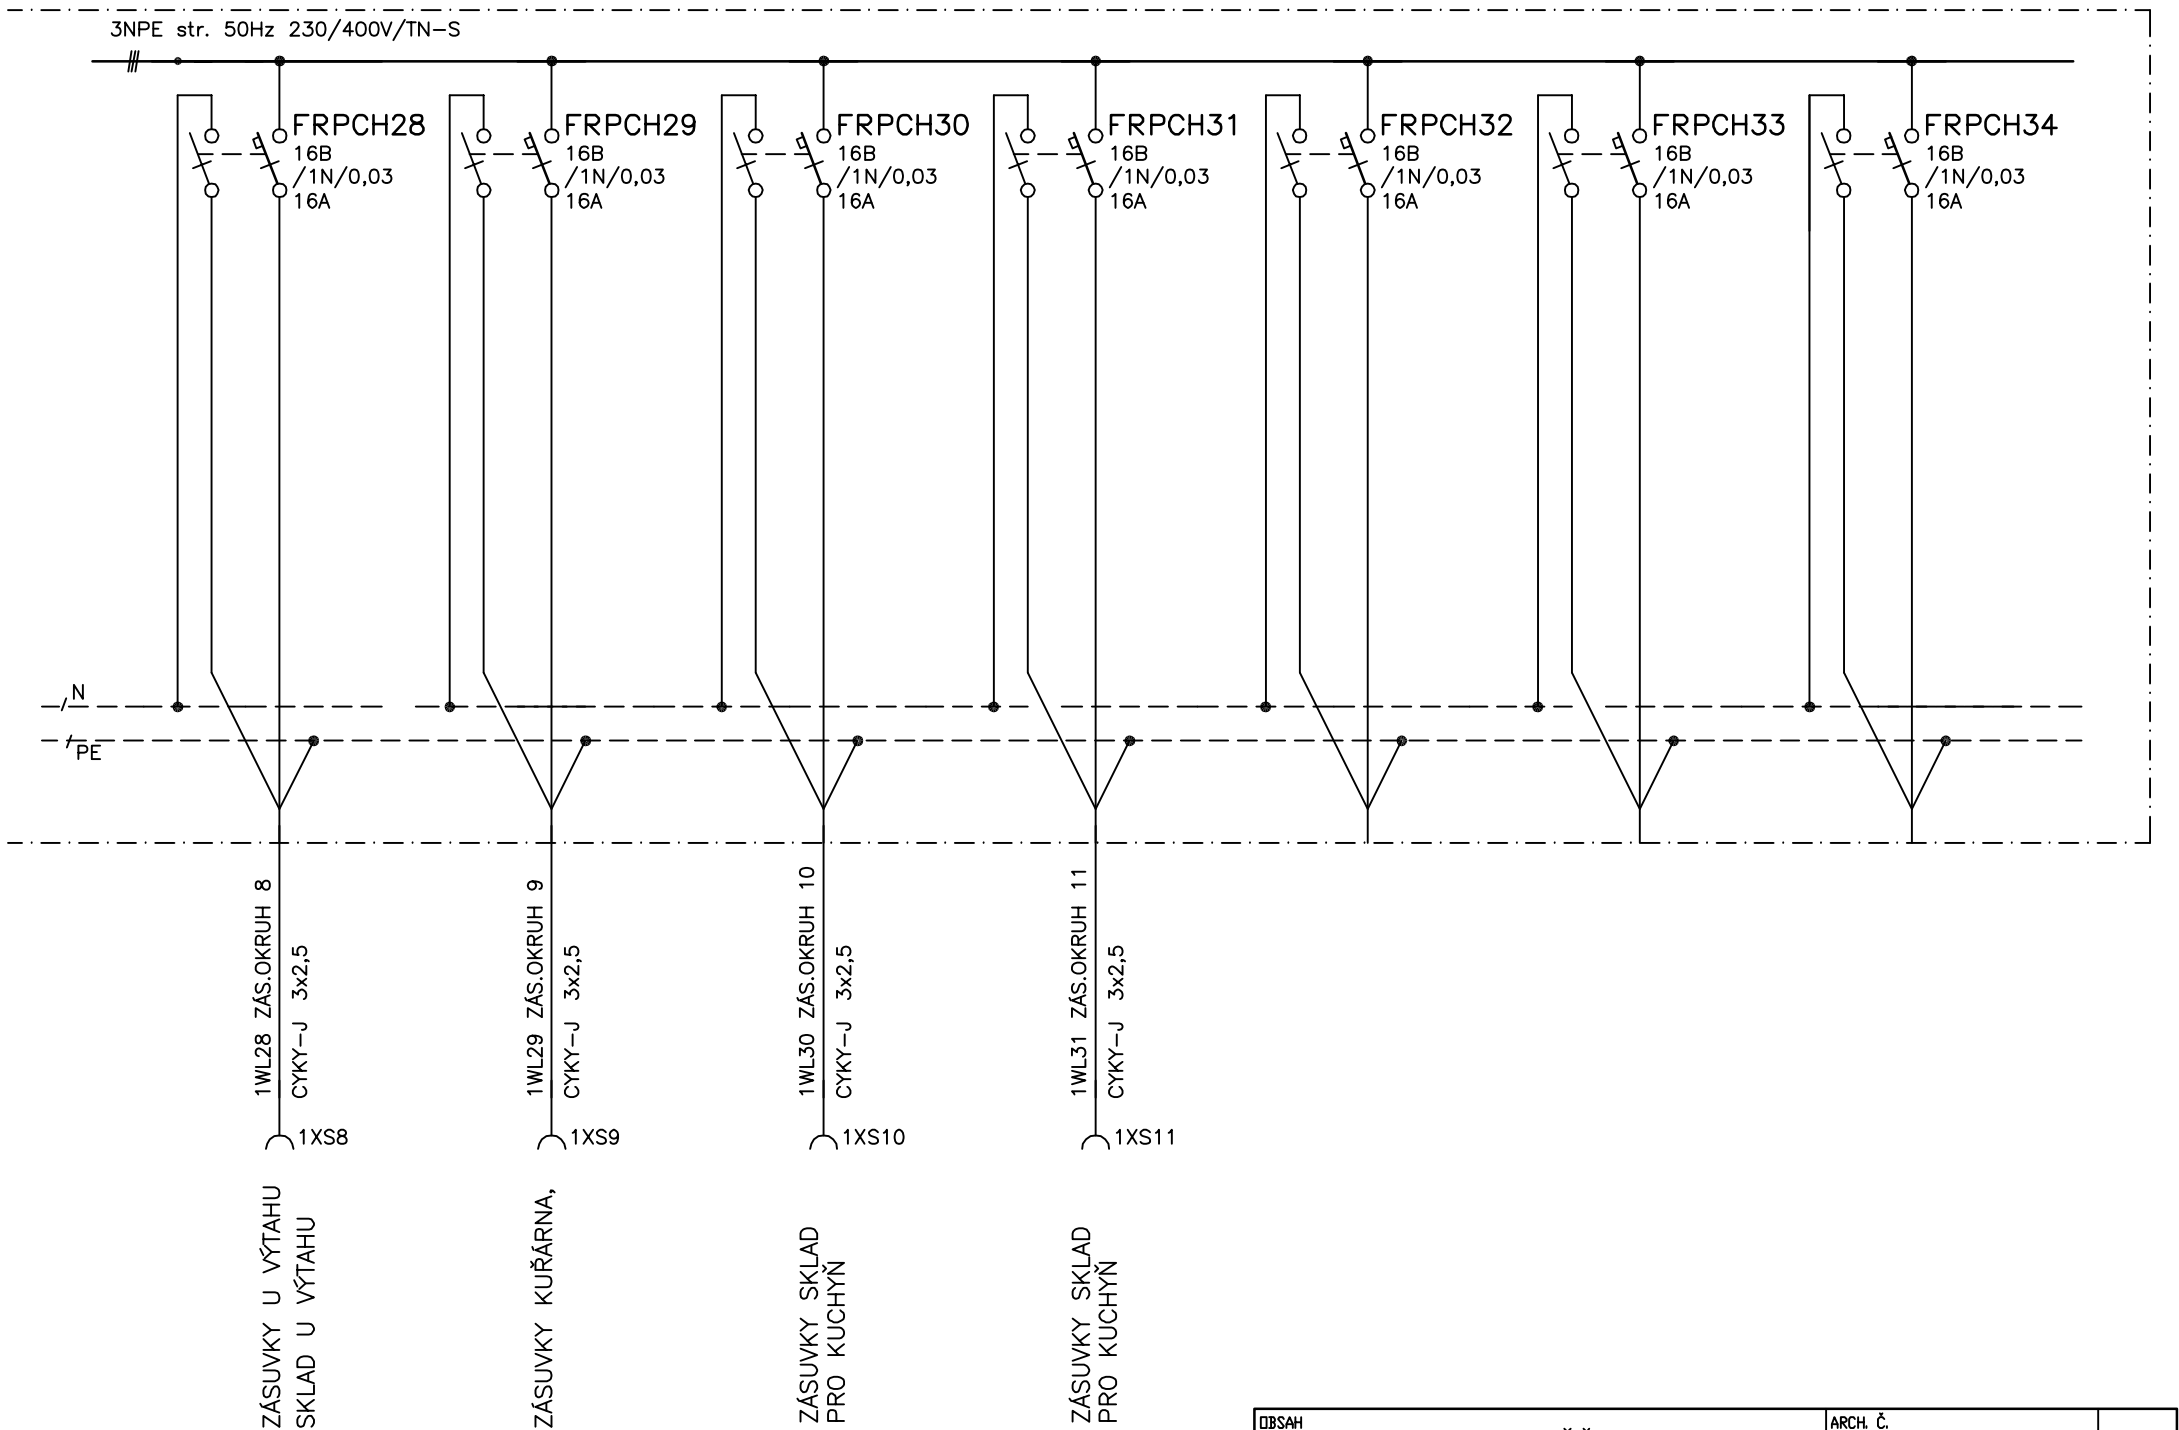 3NPE str. 50Hz 230/400V/TN-S
FRPCH28
16B
/1N/0,03
16A
FRPCH29
16B
/1N/0,03
16A
FRPCH30
16B
/1N/0,03
16A
FRPCH31
16B
/1N/0,03
16A
FRPCH32
16B
/1N/0,03
16A
FRPCH33
16B
/1N/0,03
16A
FRPCH34
16B
/1N/0,03
16A
N
PE
1WL28 ZÁS.OKRUH 8
CYKY-J 3x2,5
1WL29 ZÁS.OKRUH 9
CYKY-J 3x2,5
1WL30 ZÁS.OKRUH 10
CYKY-J 3x2,5
1WL31 ZÁS.OKRUH 11
CYKY-J 3x2,5
1XS8
1XS9
1XS10
1XS11
ZÁSUVKY U VÝTAHU
SKLAD U VÝTAHU
ZÁSUVKY KUŘÁRNA,
ZÁSUVKY SKLAD
PRO KUCHYŇ
ZÁSUVKY SKLAD
PRO KUCHYŇ
OBSAH
ARCH. Č.